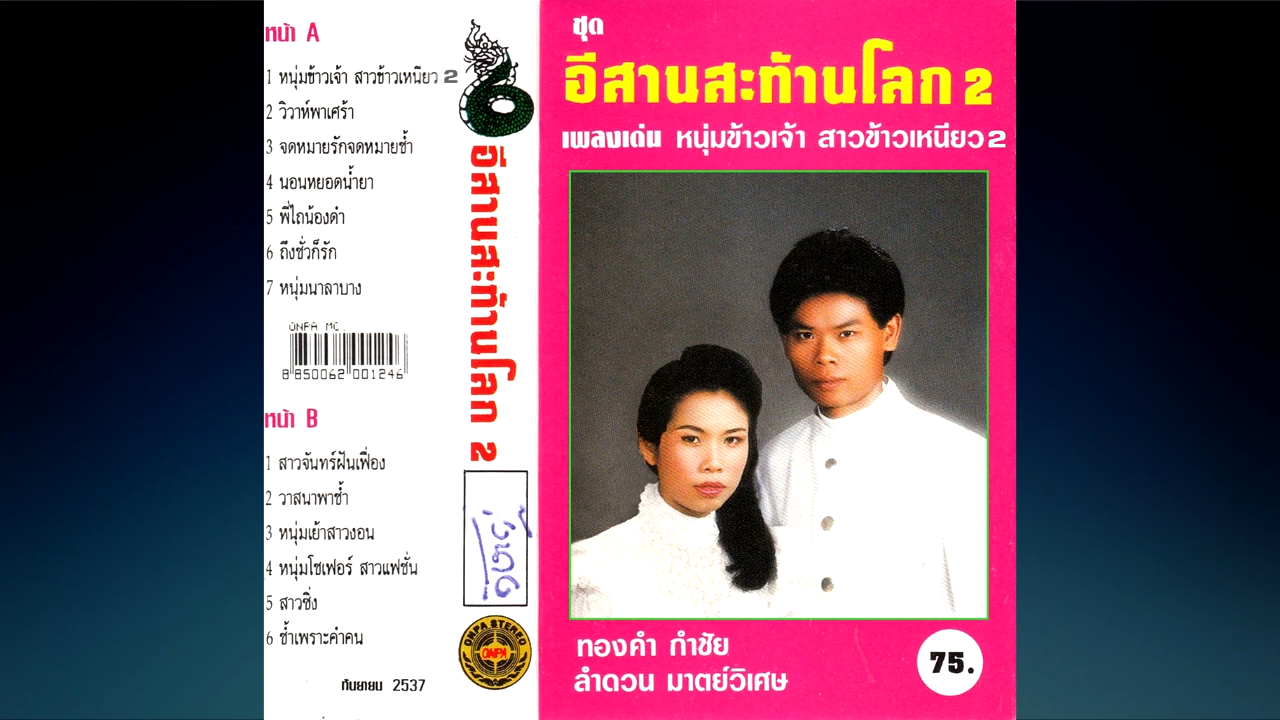 หน้า A
1 หนุ่มข้าวเจ้า สาวข้าวเหนียว 2
2 วิวาห์พาเศร้า
3 จดหมายรักจดหมายช้ำ
4 นอนหยอดน้ำยา
5 พี่ไถน้องดำ
6 ถึงชั่วก็รัก
7 หนุ่มนาลาบาง
ONPA MC.
8 850062 001246
หน้า B
1 สาวจันทร์ฝันเฟื่อง
2 วาสนาพาช้ำ
3 หนุ่มเย้าสาวงอน
4 หนุ่มโชเฟอร์ สาวแฟชั่น
5 สาวซิ่ง
6 ช้ำเพราะคำคน
กันยายน 2537
อีสานสะท้านโลก 2
ONPA STEREO
ONPA
ชุด
อีสานสะท้านโลก 2
เพลงเด่น หนุ่มข้าวเจ้า สาวข้าวเหนียว 2
ทองคำ กำชัย
ลำดวน มาตย์วิเศษ
75.